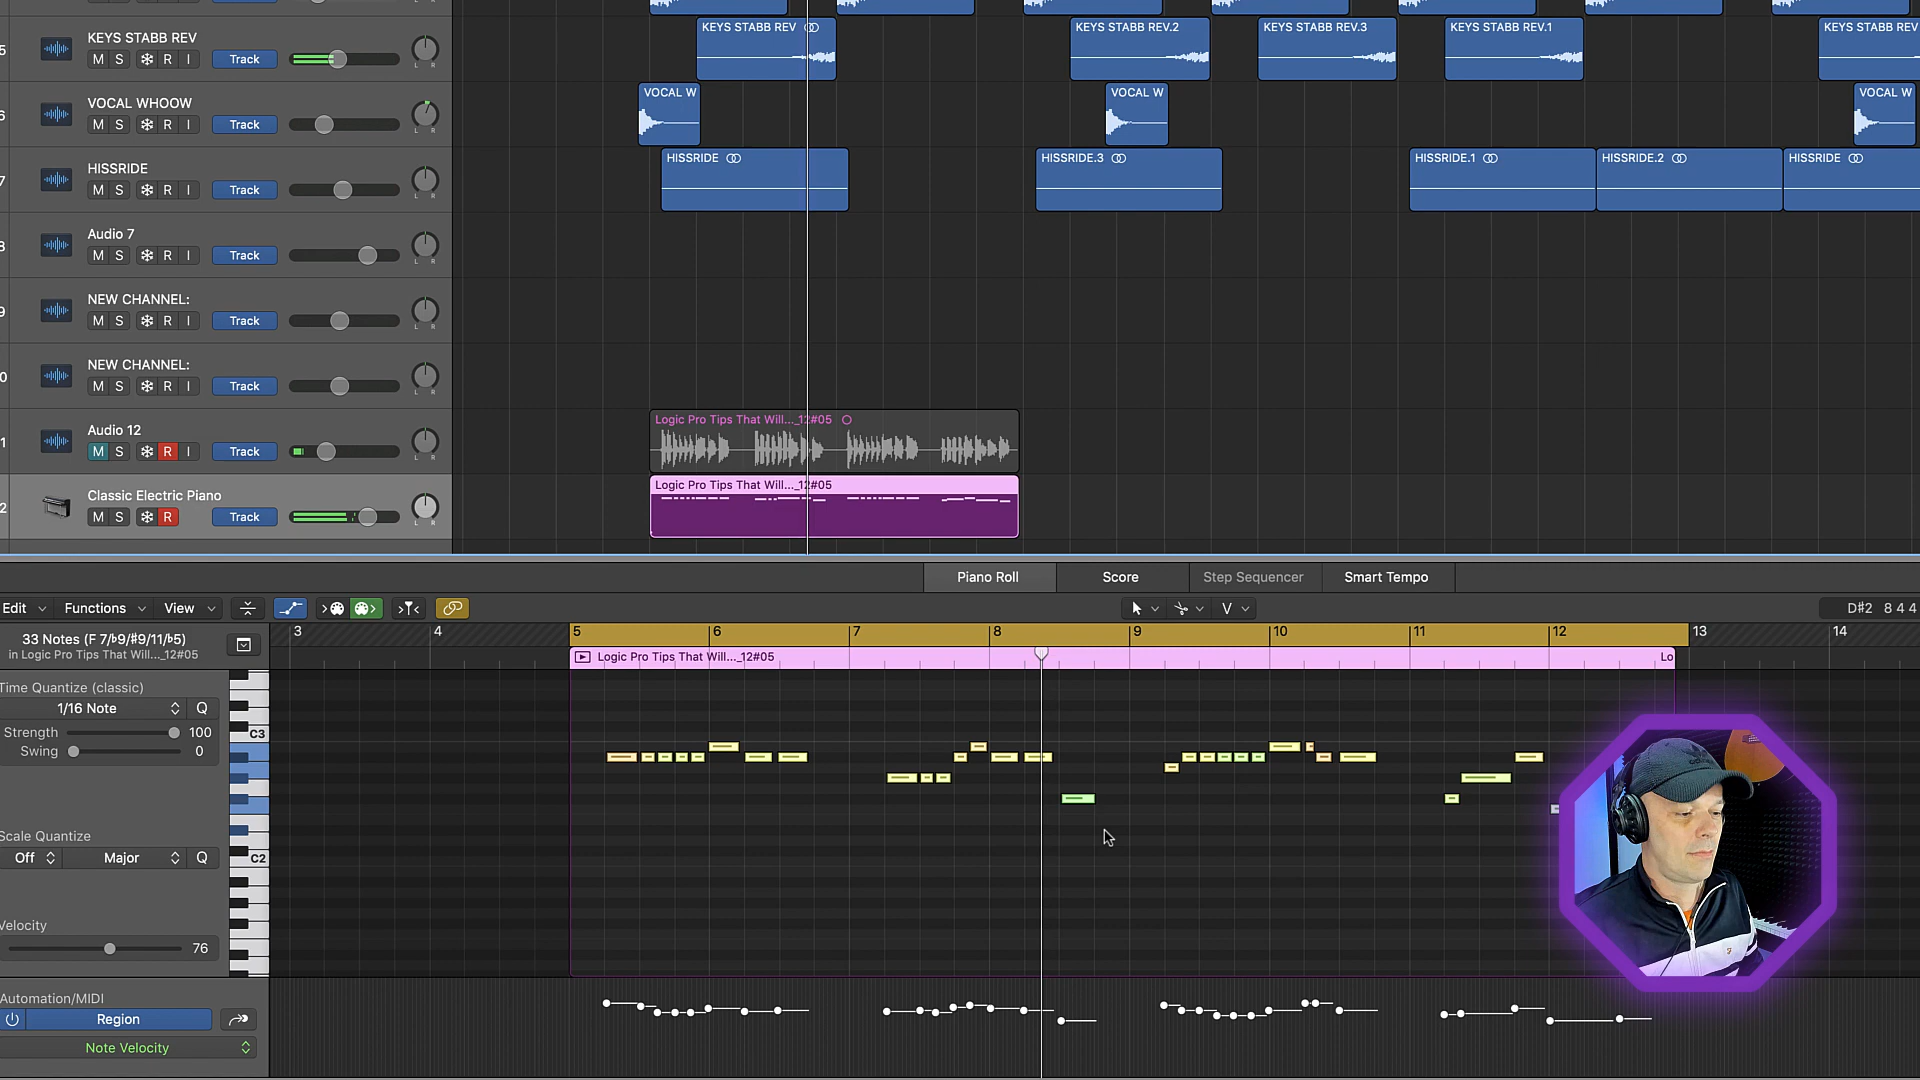 KEYS STABB REV
M S R I Track
L R
KEYS STABB REV
KEYS STABB REV.2
KEYS STABB REV.3
KEYS STABB REV.1
KEYS STABB REV
6
VOCAL WHOOW
M S R I Track
L R
VOCAL W
VOCAL W
VOCAL W
7
HISSRIDE
M S R I Track
L R
HISSRIDE
HISSRIDE.3
HISSRIDE.1
HISSRIDE.2
HISSRIDE
Audio 7
M S R I Track
L R
9
NEW CHANNEL:
M S R I Track
L R
0
NEW CHANNEL:
M S R I Track
L R
1
Audio 12
M S R I Track
L R
Logic Pro Tips That Will..._12#05
2
Classic Electric Piano
M S R Track
L R
Logic Pro Tips That Will..._12#05
Piano Roll
Score
Step Sequencer
Smart Tempo
Edit
Functions
View
V
D#2 8 4 4
33 Notes (F 7/♭9/#9/11/♭5)
in Logic Pro Tips That Will..._12#05
3 4 5 6 7 8 9 10 11 12 13 14
Logic Pro Tips That Will..._12#05
Lo
Time Quantize (classic)
1/16 Note Q
Strength 100
Swing 0
C3
Scale Quantize
Off Major Q
C2
Velocity
76
Automation/MIDI
Region
Note Velocity